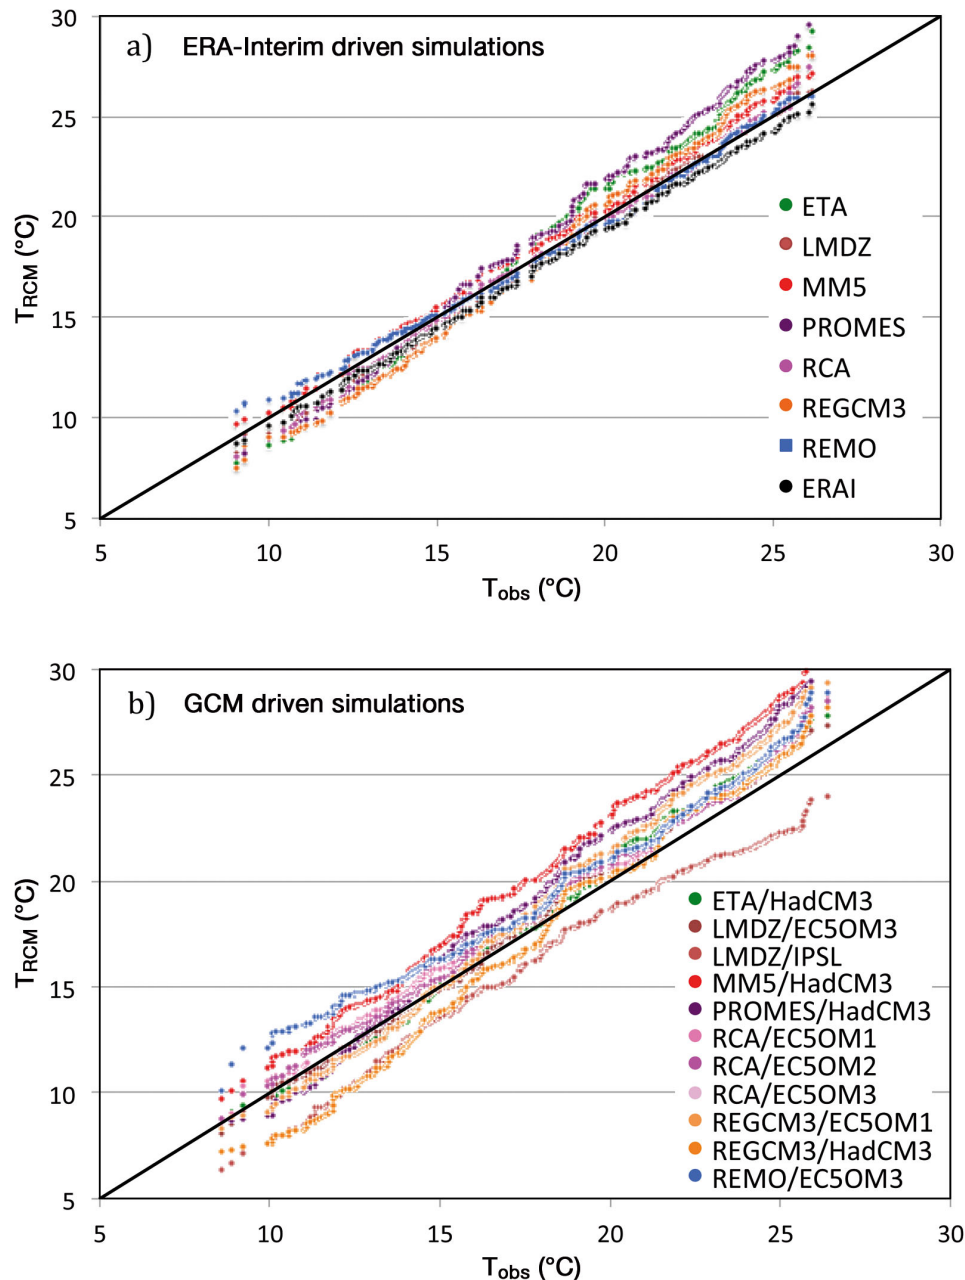 a) ERA-Interim driven simulations
30
25
20
15
10
5
T_RCM (°C)
ETA
LMDZ
MM5
PROMES
RCA
REGCM3
REMO
ERAI
5 10 15 20 25 30
T_obs (°C)
b) GCM driven simulations
30
25
20
15
10
5
T_RCM (°C)
ETA/HadCM3
LMDZ/EC5OM3
LMDZ/IPSL
MM5/HadCM3
PROMES/HadCM3
RCA/EC5OM1
RCA/EC5OM2
RCA/EC5OM3
REGCM3/EC5OM1
REGCM3/HadCM3
REMO/EC5OM3
5 10 15 20 25 30
T_obs (°C)